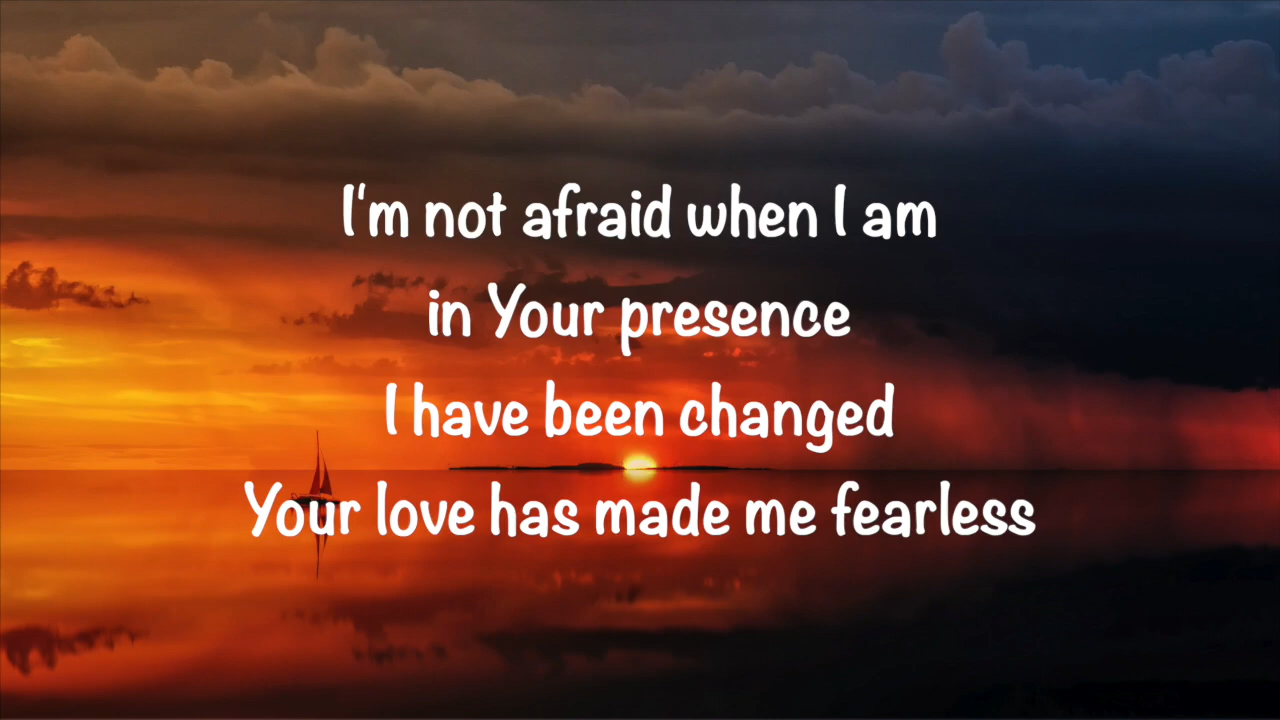 I'm not afraid when I am
in Your presence
I have been changed
Your love has made me fearless